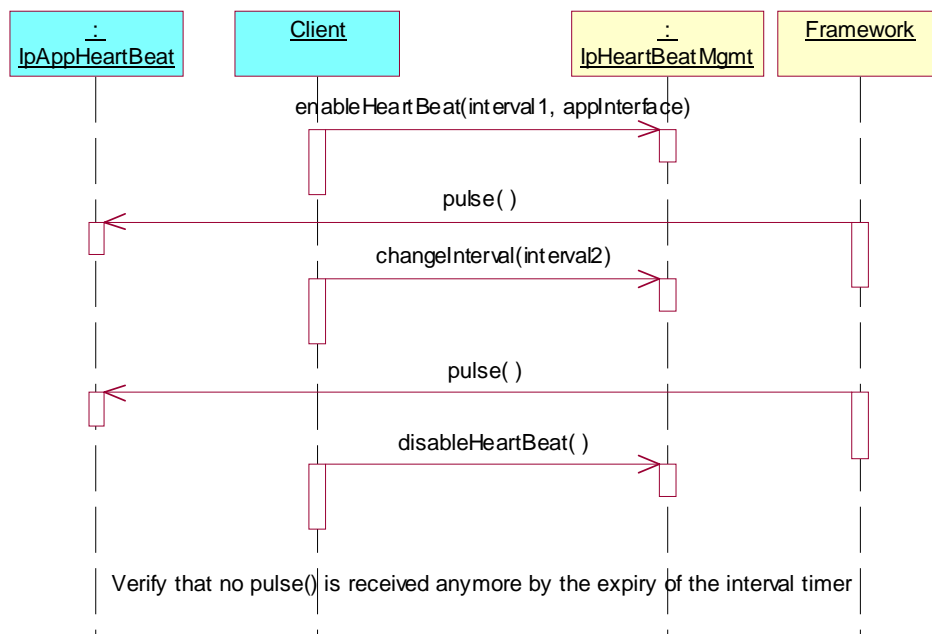 :
IpAppHeartBeat
Client
:
IpHeartBeatMgmt
Framework
enableHeartBeat(interval1, appInterface)
pulse( )
changeInterval(interval2)
pulse( )
disableHeartBeat( )
Verify that no pulse() is received anymore by the expiry of the interval timer